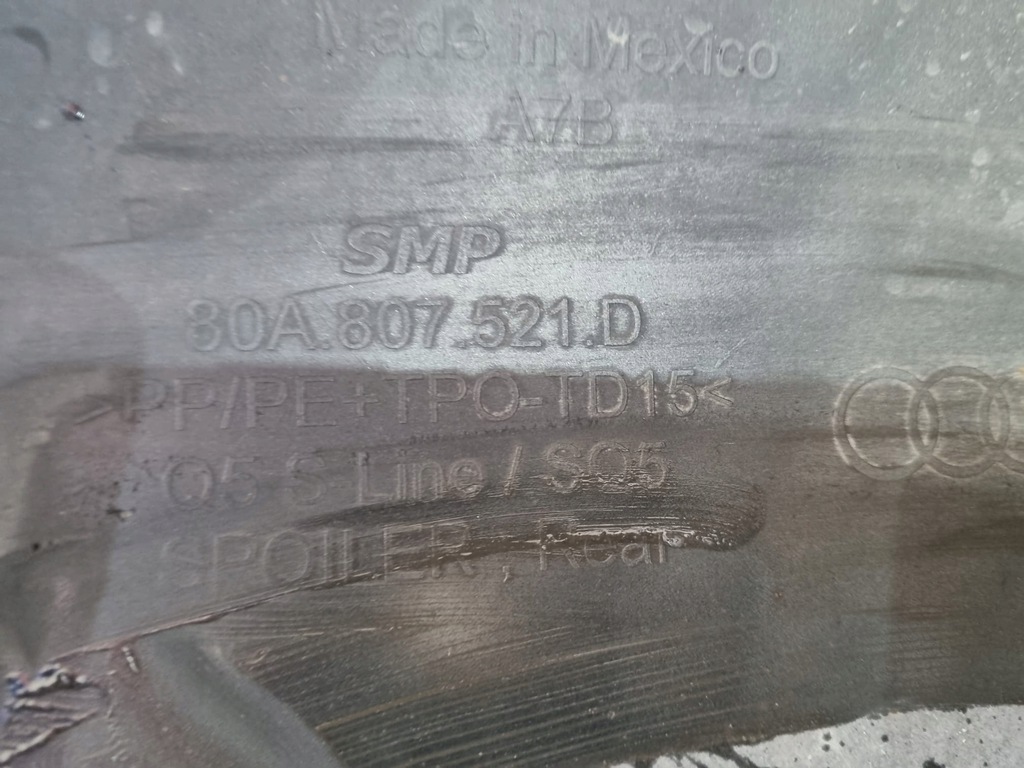 Made in Mexico
A7B
SMP
80A.807.521.D
>PP/PE+TPO-TD15<
Q5 S-Line / SQ5
SPOILER, Rear